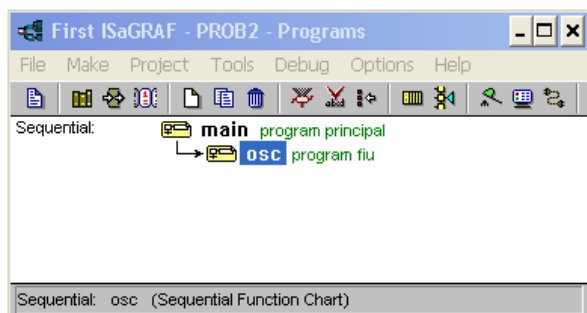 First ISaGRAF - PROB2 - Programs
File Make Project Tools Debug Options Help
Sequential: main program principal
osc program fiu
Sequential: osc (Sequential Function Chart)